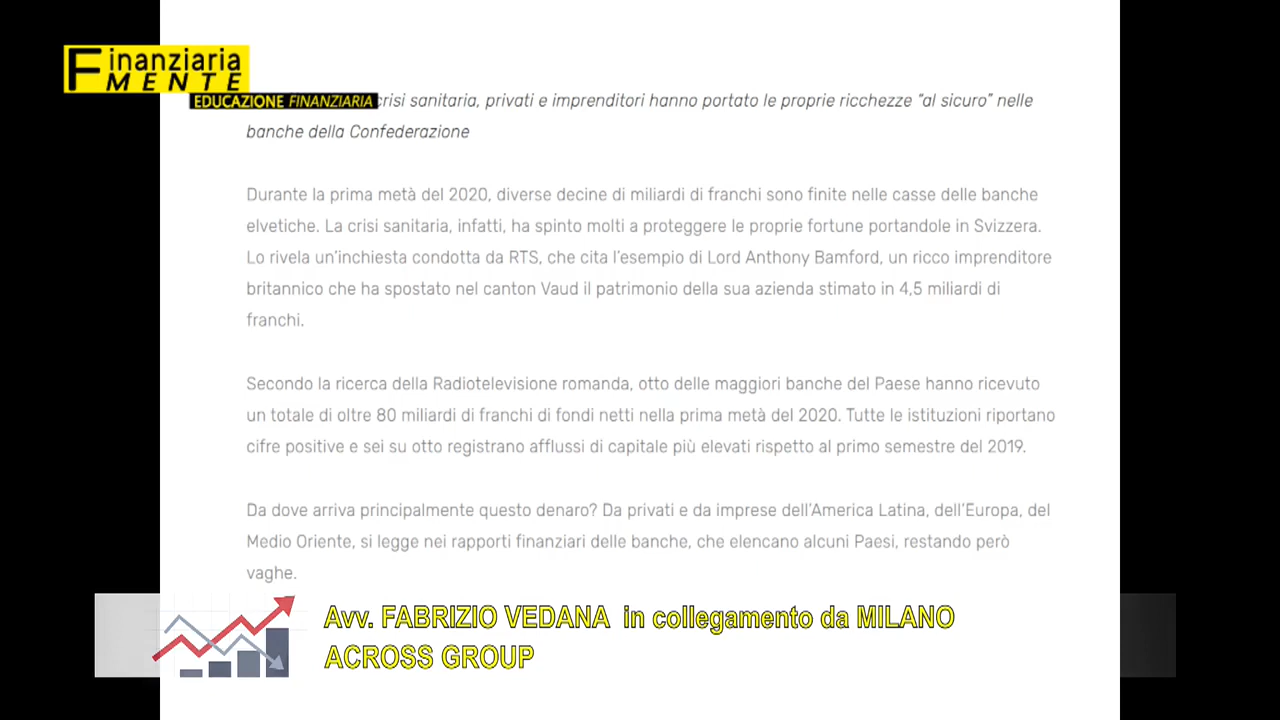 Finanziaria
MENTE
EDUCAZIONE FINANZIARIA
crisi sanitaria, privati e imprenditori hanno portato le proprie ricchezze “al sicuro” nelle
banche della Confederazione
Durante la prima metà del 2020, diverse decine di miliardi di franchi sono finite nelle casse delle banche
elvetiche. La crisi sanitaria, infatti, ha spinto molti a proteggere le proprie fortune portandole in Svizzera.
Lo rivela un’inchiesta condotta da RTS, che cita l’esempio di Lord Anthony Bamford, un ricco imprenditore
britannico che ha spostato nel canton Vaud il patrimonio della sua azienda stimato in 4,5 miliardi di
franchi.
Secondo la ricerca della Radiotelevisione romanda, otto delle maggiori banche del Paese hanno ricevuto
un totale di oltre 80 miliardi di franchi di fondi netti nella prima metà del 2020. Tutte le istituzioni riportano
cifre positive e sei su otto registrano afflussi di capitale più elevati rispetto al primo semestre del 2019.
Da dove arriva principalmente questo denaro? Da privati e da imprese dell’America Latina, dell’Europa, del
Medio Oriente, si legge nei rapporti finanziari delle banche, che elencano alcuni Paesi, restando però
vaghe.
Avv. FABRIZIO VEDANA in collegamento da MILANO
ACROSS GROUP